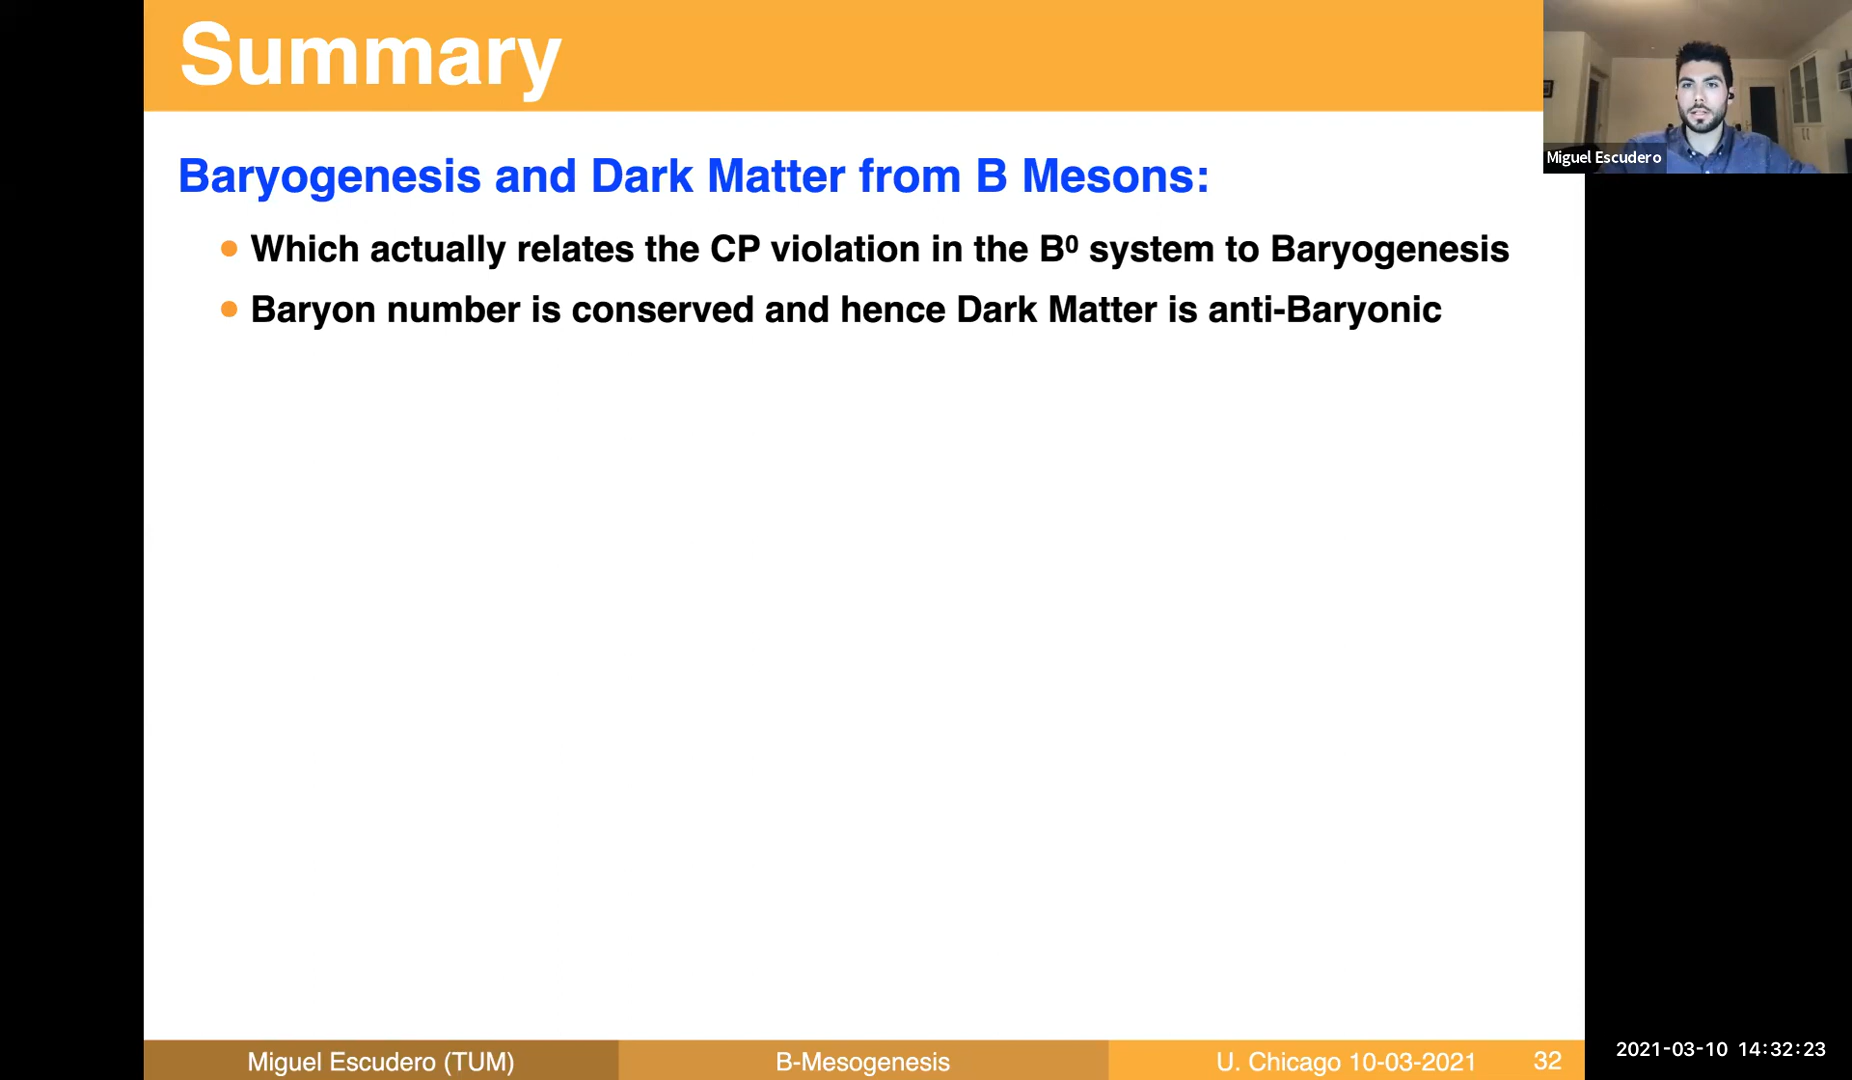 Summary
Miguel Escudero
Baryogenesis and Dark Matter from B Mesons:
• Which actually relates the CP violation in the B⁰ system to Baryogenesis
• Baryon number is conserved and hence Dark Matter is anti-Baryonic
Miguel Escudero (TUM) B-Mesogenesis U. Chicago 10-03-2021 32
2021-03-10 14:32:23